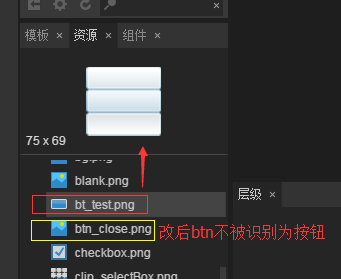 模板 × 资源 × 组件 ×
75 x 69
blank.png
bt_test.png
btn_close.png 改后btn不被识别为按钮
层级 ×
checkbox.png
clip_selectBox.png